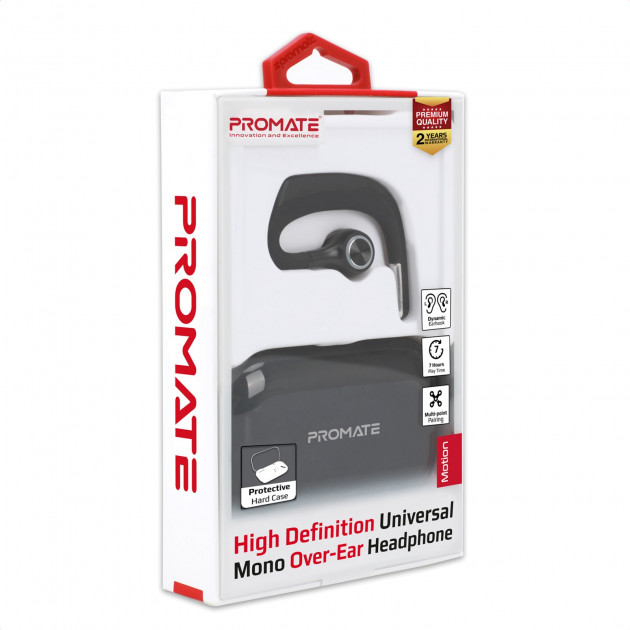 #promate
PROMATE®
Innovation and Excellence
PREMIUM
QUALITY
2 YEARS
WARRANTY
PROMATE
Dynamic
Earhook
7
7 Hours
Play Time
Multi-point
Pairing
PROMATE
Motion
Protective
Hard Case
High Definition Universal
Mono Over-Ear Headphone